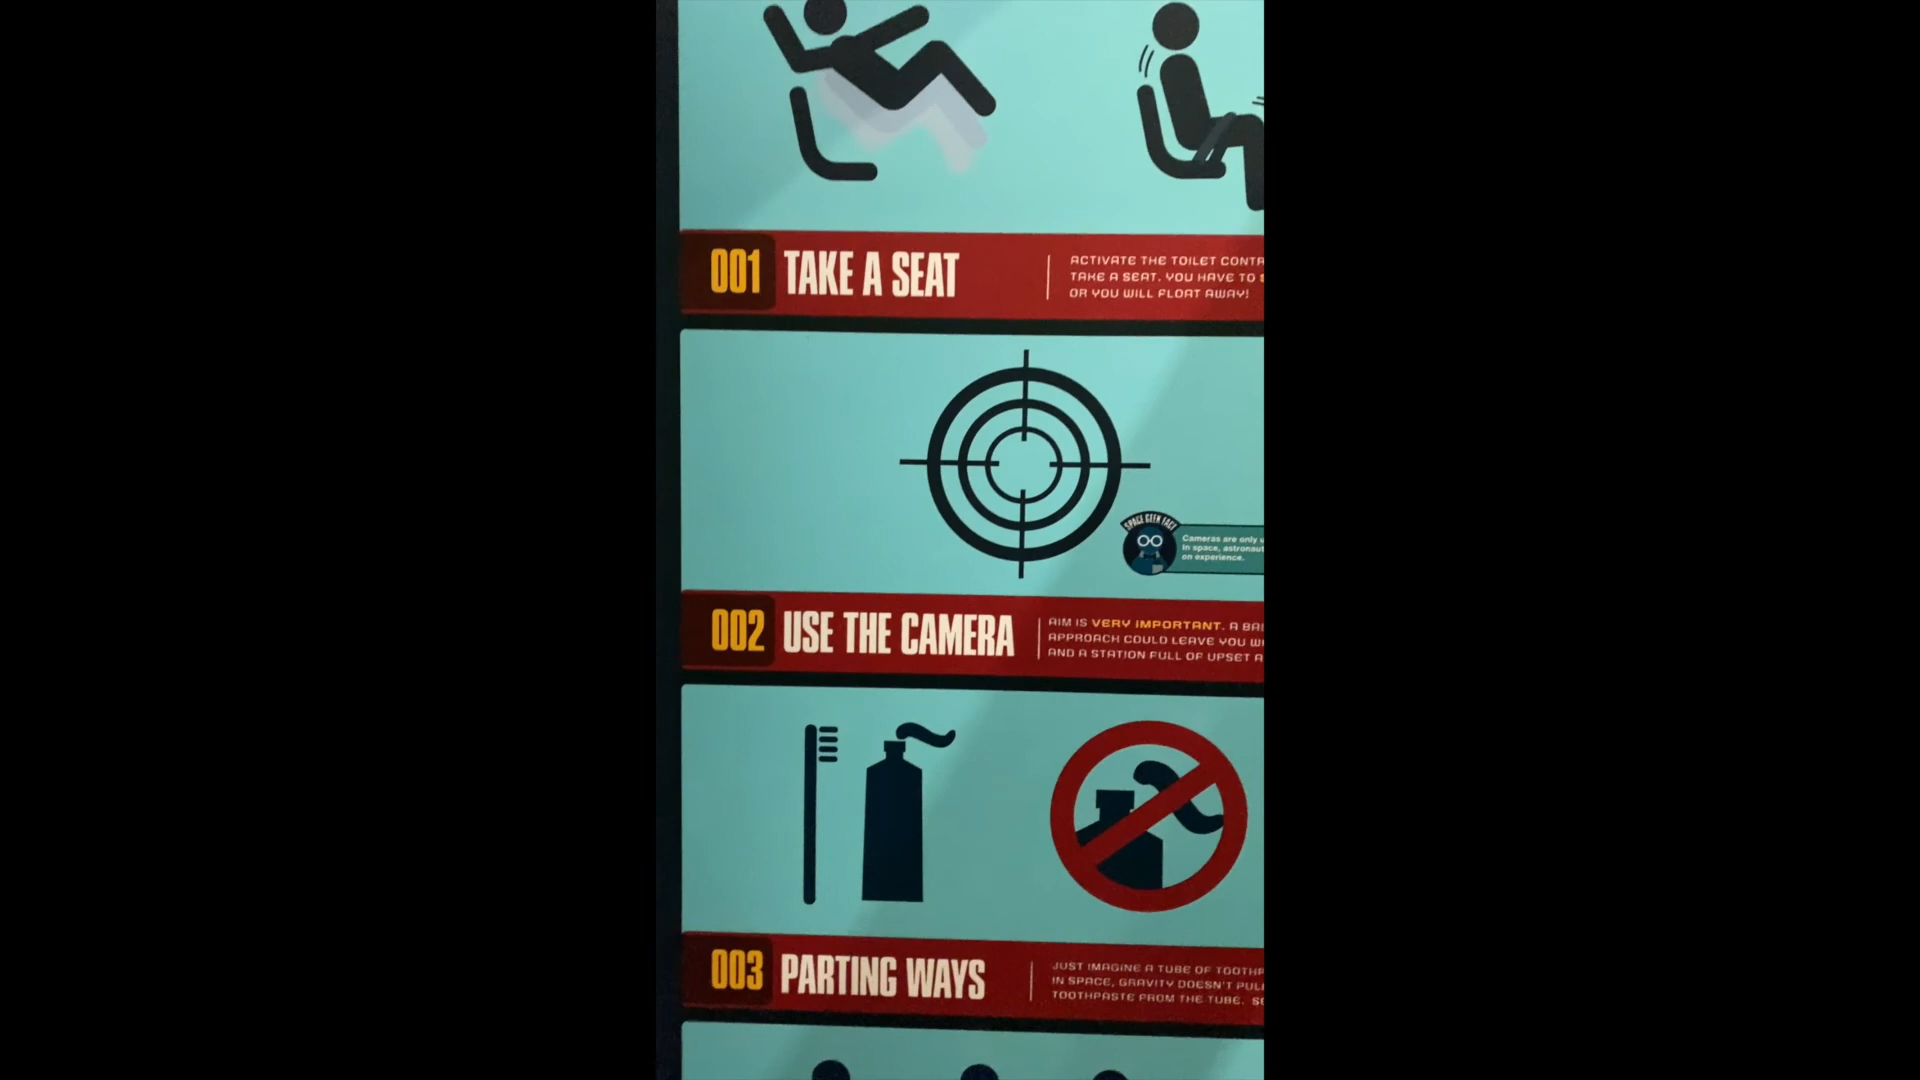 001 TAKE A SEAT
ACTIVATE THE TOILET
TAKE A SEAT. YOU HAVE TO
OR YOU WILL FLOAT AWAY!
SPACE GEEK FACT
Cameras are only
In space,
on experience.
002 USE THE CAMERA
AIM IS VERY IMPORTANT. A
APPROACH COULD LEAVE YOU
AND A STATION FULL OF UPSET
003 PARTING WAYS
JUST IMAGINE A TUBE OF
IN SPACE, GRAVITY DOESN'T
TOOTHPASTE FROM THE TUBE.